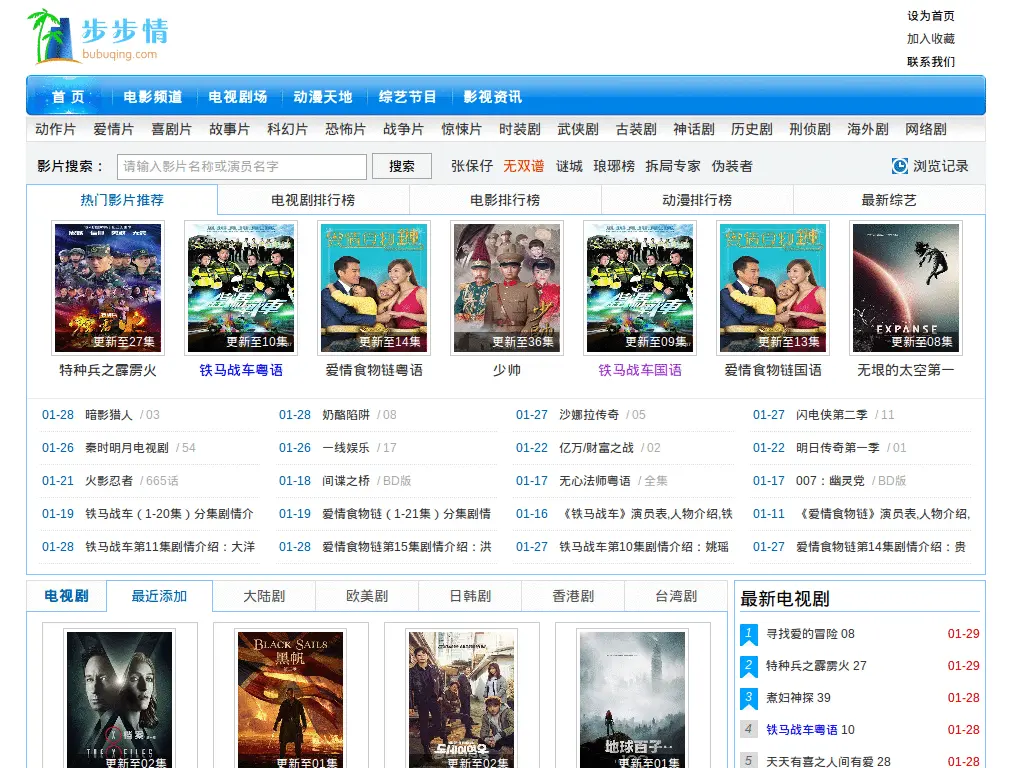 步步情
bubuqing.com
设为首页
加入收藏
联系我们
首 页 电影频道 电视剧场 动漫天地 综艺节目 影视资讯
动作片 爱情片 喜剧片 故事片 科幻片 恐怖片 战争片 惊悚片 时装剧 武侠剧 古装剧 神话剧 历史剧 刑侦剧 海外剧 网络剧
影片搜索： 请输入影片名称或演员名字 搜索 张保仔 无双谱 谜城 琅琊榜 拆局专家 伪装者 浏览记录
热门影片推荐 电视剧排行榜 电影排行榜 动漫排行榜 最新综艺
EXPANSE
更新至27集 更新至10集 更新至14集 更新至36集 更新至09集 更新至13集 更新至08集
特种兵之霹雳火 铁马战车粤语 爱情食物链粤语 少帅 铁马战车国语 爱情食物链国语 无垠的太空第一
01-28 暗影猎人 / 03 01-28 奶酪陷阱 / 08 01-27 沙娜拉传奇 / 05 01-27 闪电侠第二季 / 11
01-26 秦时明月电视剧 / 54 01-26 一线娱乐 / 17 01-22 亿万/财富之战 / 02 01-22 明日传奇第一季 / 01
01-21 火影忍者 / 665话 01-18 间谍之桥 / BD版 01-17 无心法师粤语 / 全集 01-17 007：幽灵党 / BD版
01-19 铁马战车（1-20集）分集剧情介 01-19 爱情食物链（1-21集）分集剧情 01-16 《铁马战车》演员表,人物介绍,铁 01-11 《爱情食物链》演员表,人物介绍,
01-28 铁马战车第11集剧情介绍：大洋 01-28 爱情食物链第15集剧情介绍：洪 01-27 铁马战车第10集剧情介绍：姚瑶 01-27 爱情食物链第14集剧情介绍：贵
电视剧 最近添加 大陆剧 欧美剧 日韩剧 香港剧 台湾剧
BLACK SAILS
黑帆
X档案
THE X FILES
地球百子
更新至02集 更新至01集 更新至02集 更新至01集
最新电视剧
1 寻找爱的冒险 08 01-29
2 特种兵之霹雳火 27 01-29
3 煮妇神探 39 01-28
4 铁马战车粤语 10 01-28
5 天天有喜之人间有爱 28 01-28